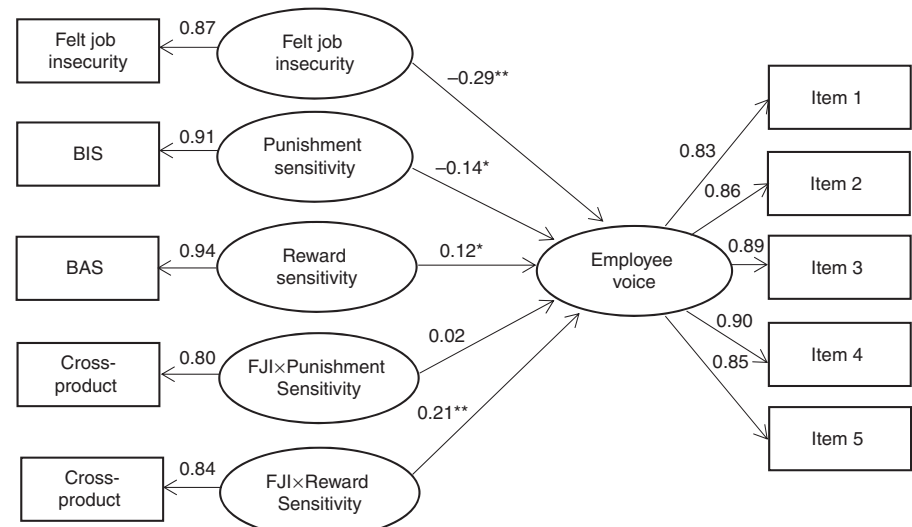 Felt job
insecurity
0.87
Felt job
insecurity
–0.29**
BIS
0.91
Punishment
sensitivity
–0.14*
BAS
0.94
Reward
sensitivity
0.12*
Cross-
product
0.80
FJI×Punishment
Sensitivity
0.02
Cross-
product
0.84
FJI×Reward
Sensitivity
0.21**
Employee
voice
0.83
Item 1
0.86
Item 2
0.89
Item 3
0.90
Item 4
0.85
Item 5